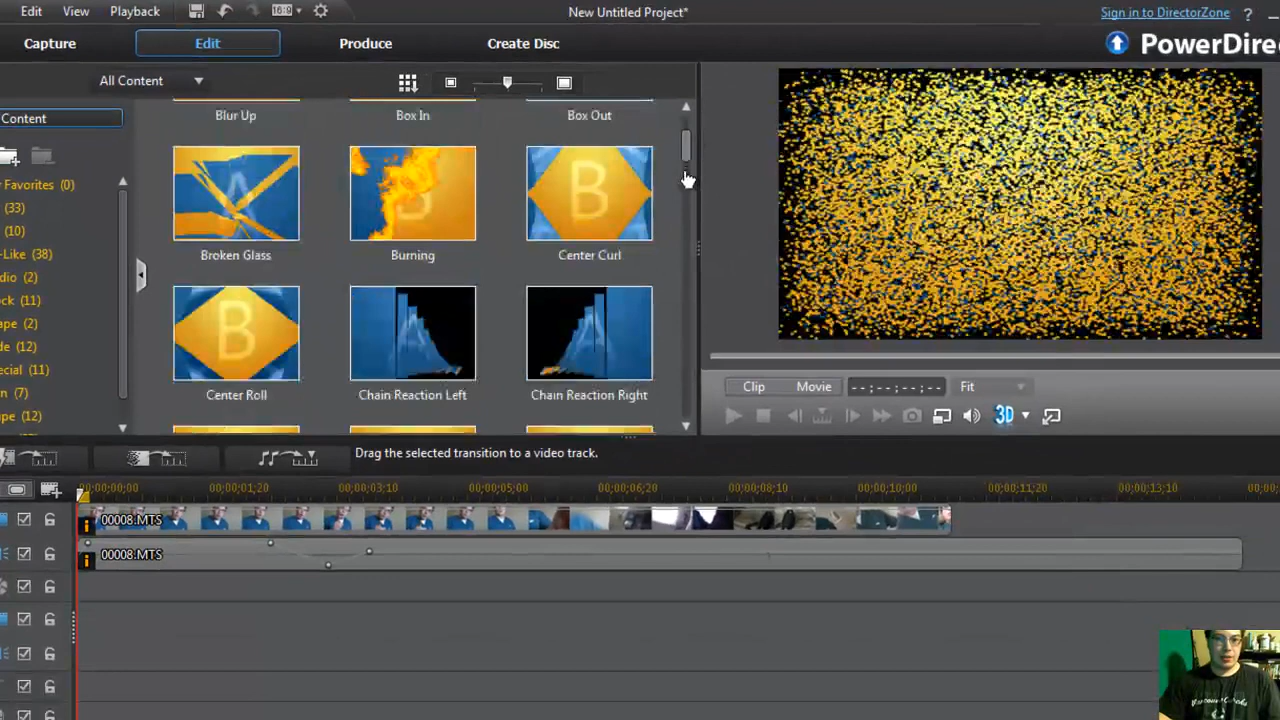 Edit View Playback 16:9 New Untitled Project* Sign in to DirectorZone ?
Capture Edit Produce Create Disc PowerDire
All Content
Content
Blur Up Box In Box Out
Favorites (0)
(33)
(10)
-Like (38)
dio (2)
ck (11)
ape (2)
de (12)
ecial (11)
n (7)
ype (12)
B
Broken Glass Burning Center Curl
B
Center Roll Chain Reaction Left Chain Reaction Right
Clip Movie --;--;--;-- Fit
3D
Drag the selected transition to a video track.
00;00;00;00 00;00;01;20 00;00;03;10 00;00;05;00 00;00;06;20 00;00;08;10 00;00;10;00 00;00;11;20 00;00;13;10 00;00
00008.MTS
00008.MTS